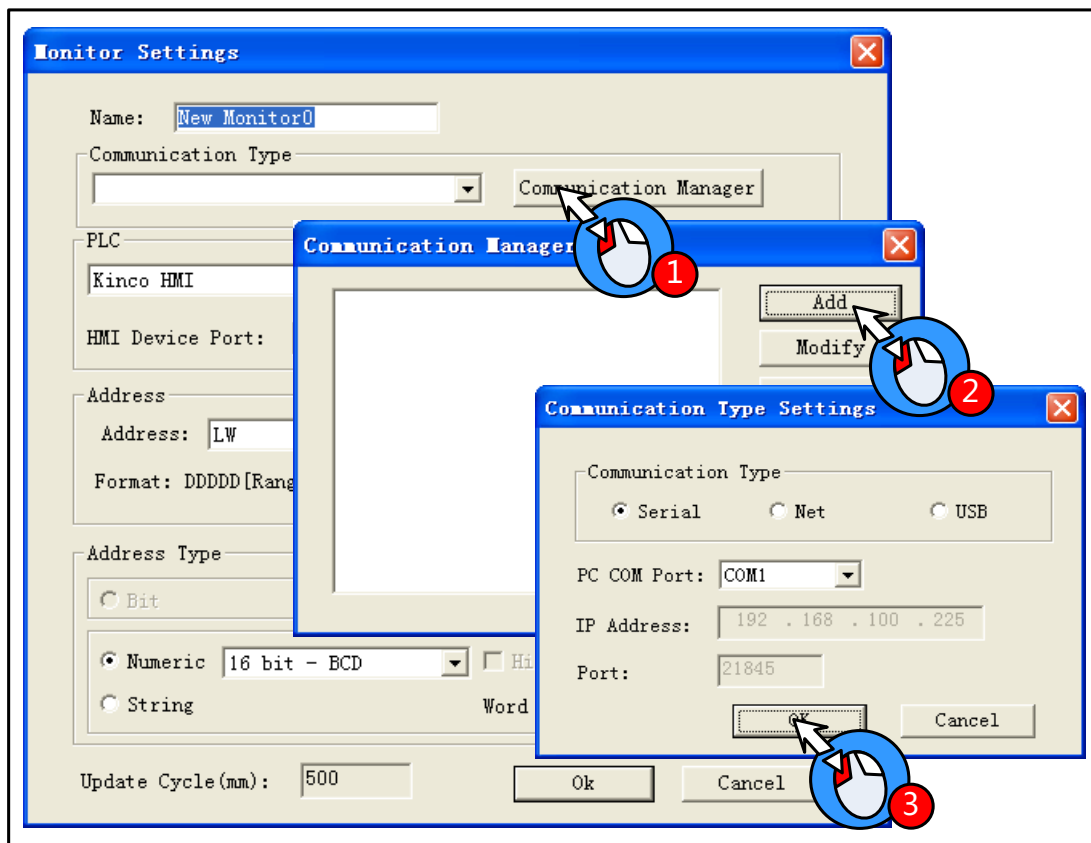 Monitor Settings
Name: New Monitor0
Communication Type
Communication Manager
PLC
Kinco HMI
HMI Device Port:
Address
Address: LW
Format: DDDDD[Rang
Address Type
Bit
Numeric 16 bit - BCD Hi
String Word
Update Cycle(mm): 500 Ok Cancel
Communication Manager
Add
Modify
Communication Type Settings
Communication Type
Serial Net USB
PC COM Port: COM1
IP Address: 192 . 168 . 100 . 225
Port: 21845
OK Cancel
1
2
3